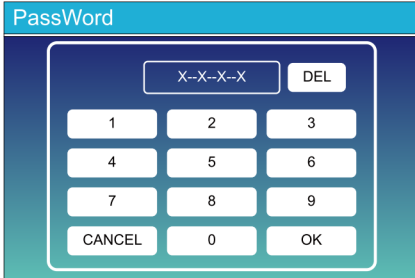 PassWord
X--X--X--X DEL
1 2 3
4 5 6
7 8 9
CANCEL 0 OK